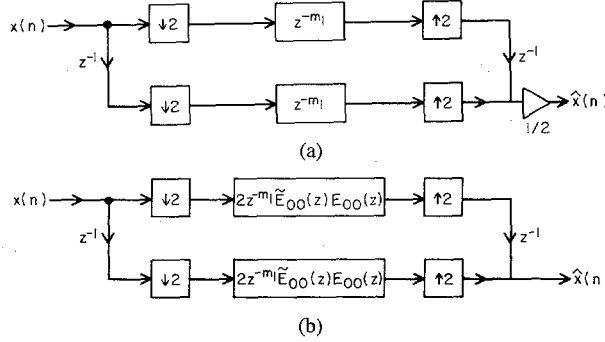 x(n) ↓2 z^{-m_1} ↑2
z^{-1} z^{-1}
↓2 z^{-m_1} ↑2 x̂(n)
1/2
(a)
x(n) ↓2 2z^{-m_1}Ẽ_{00}(z)E_{00}(z) ↑2
z^{-1} z^{-1}
↓2 2z^{-m_1}Ẽ_{00}(z)E_{00}(z) ↑2 x̂(n
(b)